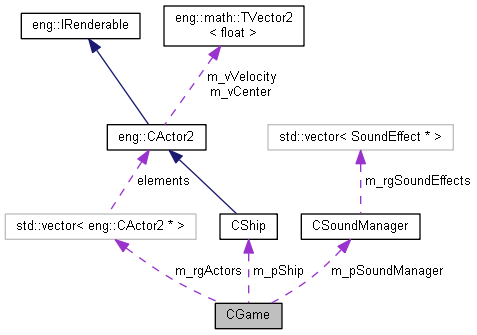 eng::IRenderable
eng::math::TVector2
< float >
m_vVelocity
m_vCenter
eng::CActor2
std::vector< SoundEffect * >
elements
m_rgSoundEffects
std::vector< eng::CActor2 * >
CShip
CSoundManager
m_rgActors
m_pShip
m_pSoundManager
CGame